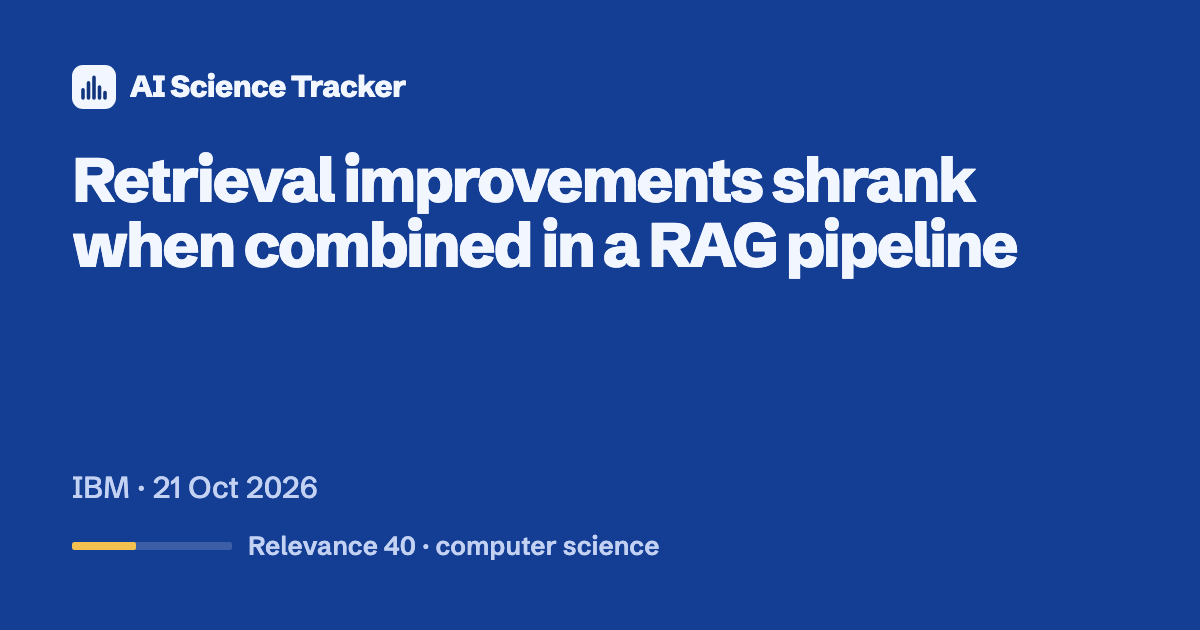 AI Science Tracker
Retrieval improvements shrank
when combined in a RAG pipeline
IBM · 21 Oct 2026
Relevance 40 · computer science